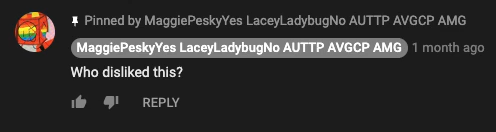 Pinned by MaggiePeskyYes LaceyLadybugNo AUTTP AVGCP AMG
MaggiePeskyYes LaceyLadybugNo AUTTP AVGCP AMG 1 month ago
Who disliked this?
REPLY